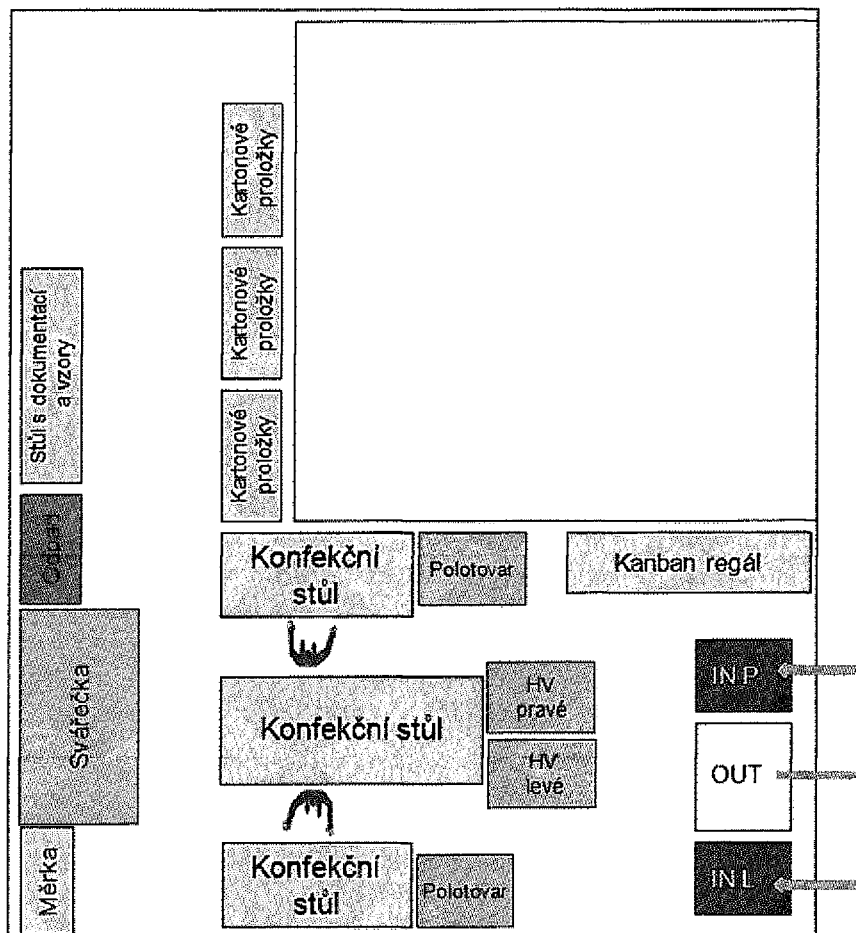 Kartonové
proložky
Kartonové
proložky
Kartonové
proložky
Stůl s dokumentací
a vzory
Odpad
Svářečka
Měrka
Konfekční
stůl
Polotovar
Kanban regál
Konfekční stůl
HV
pravé
HV
levé
IN P
OUT
IN L
Konfekční
stůl
Polotovar